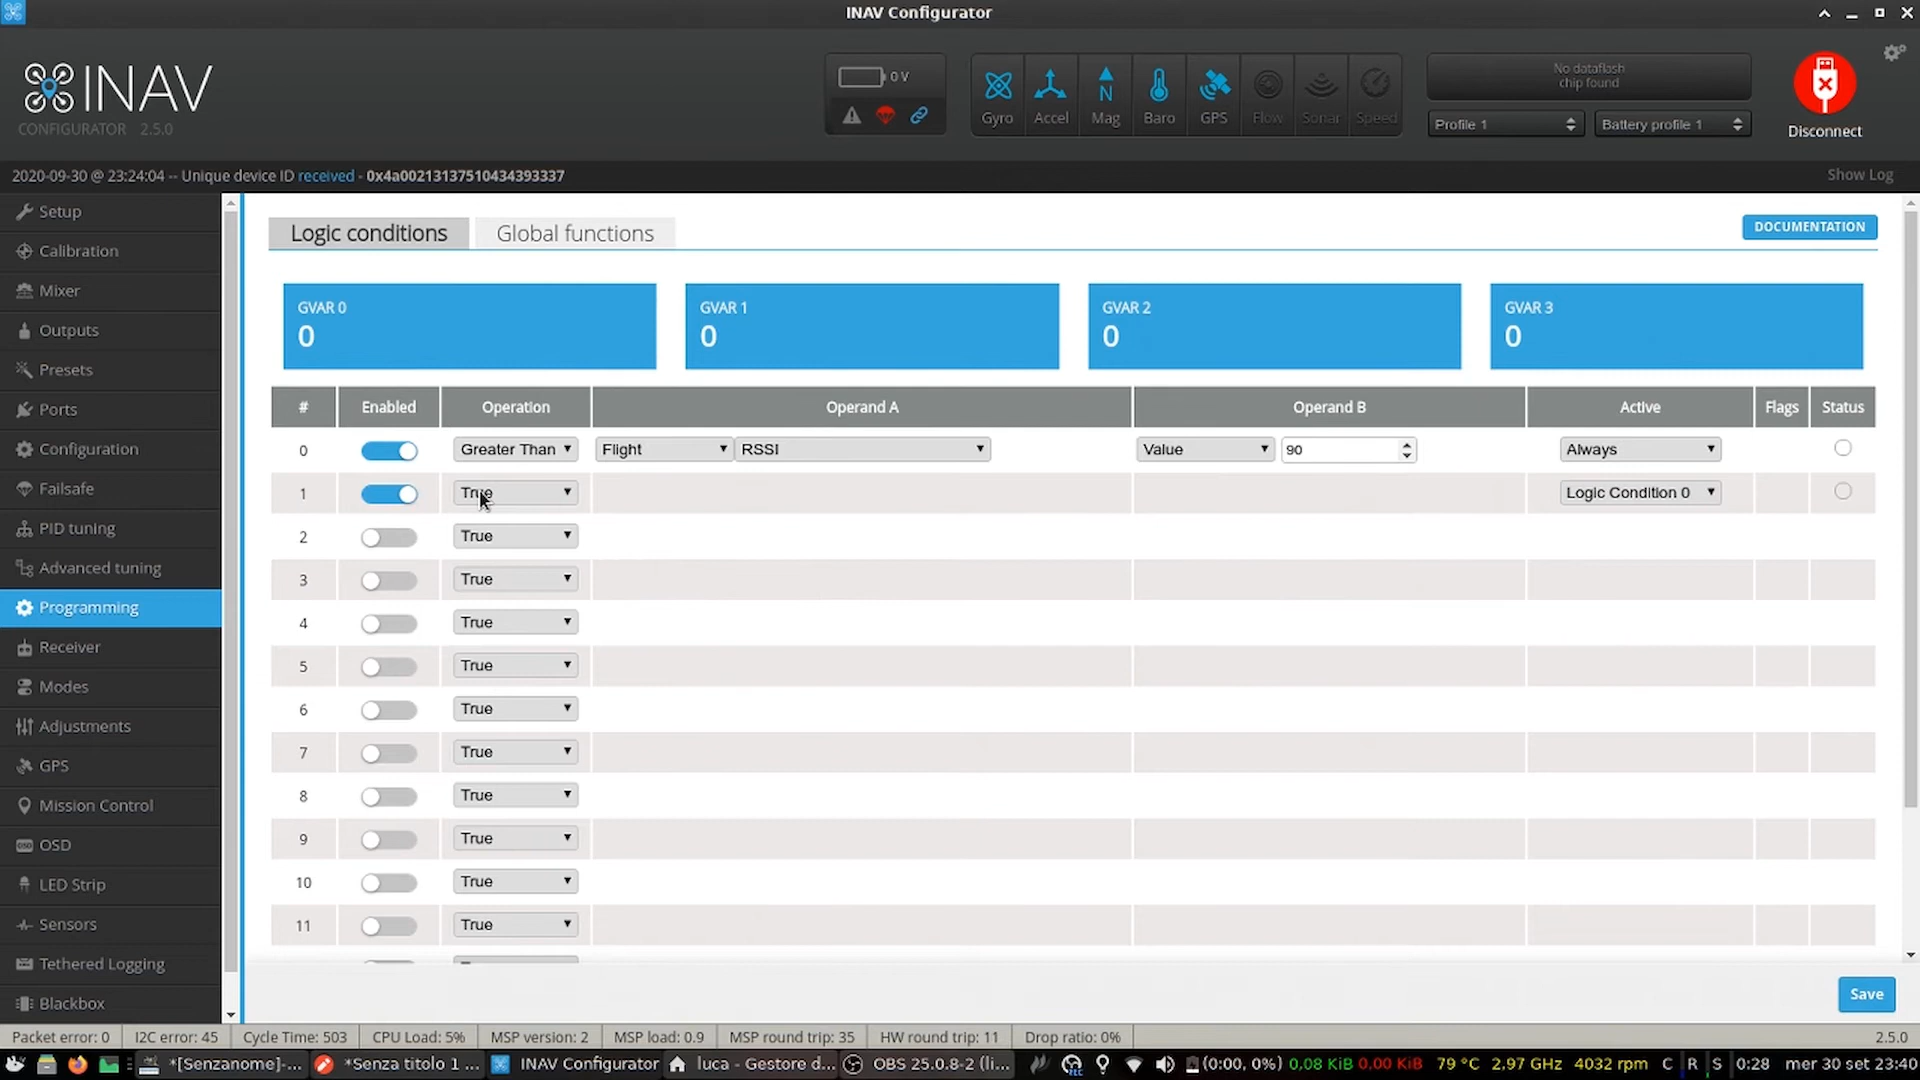 INAV Configurator
INAV
CONFIGURATOR 2.5.0
0 V
Gyro Accel Mag Baro GPS Flow Sonar Speed
No dataflash
chip found
Profile 1
Battery profile 1
Disconnect
2020-09-30 @ 23:24:04 -- Unique device ID received - 0x4a00213137510434393337
Show Log
Setup
Calibration
Mixer
Outputs
Presets
Ports
Configuration
Failsafe
PID tuning
Advanced tuning
Programming
Receiver
Modes
Adjustments
GPS
Mission Control
OSD
LED Strip
Sensors
Tethered Logging
Blackbox
Logic conditions
Global functions
DOCUMENTATION
GVAR 0
0
GVAR 1
0
GVAR 2
0
GVAR 3
0
# Enabled Operation Operand A Operand B Active Flags Status
0 Greater Than Flight RSSI Value 90 Always
1 True Logic Condition 0
2 True
3 True
4 True
5 True
6 True
7 True
8 True
9 True
10 True
11 True
Save
Packet error: 0 I2C error: 45 Cycle Time: 503 CPU Load: 5% MSP version: 2 MSP load: 0.9 MSP round trip: 35 HW round trip: 11 Drop ratio: 0% 2.5.0
*[Senzanome]-... *Senza titolo 1 ... INAV Configurator luca - Gestore d... OBS 25.0.8-2 (li... (0:00, 0%) 0,08 KiB 0,00 KiB 79 °C 2,97 GHz 4032 rpm C R S 0:28 mer 30 set 23:40